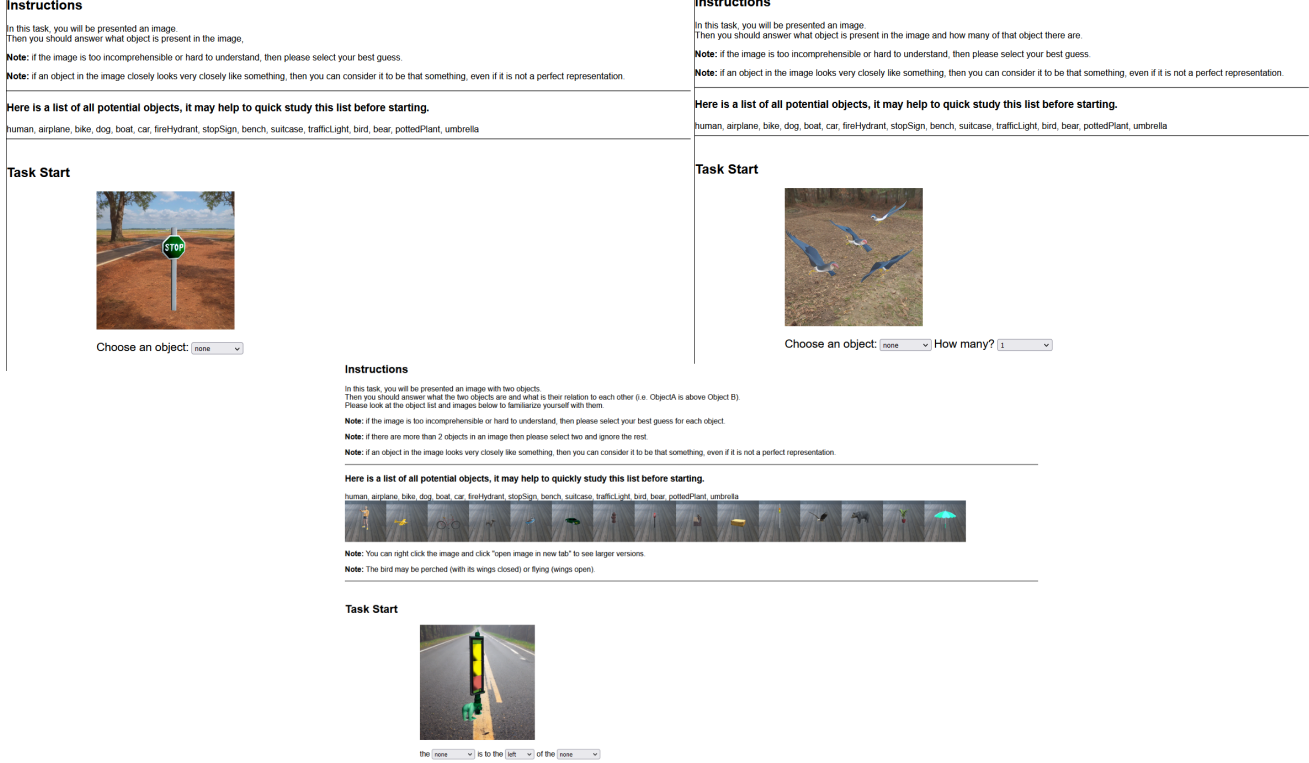 Instructions
In this task, you will be presented an image.
Then you should answer what object is present in the image,
Note: if the image is too incomprehensible or hard to understand, then please select your best guess.
Note: if an object in the image closely looks very closely like something, then you can consider it to be that something, even if it is not a perfect representation.
Here is a list of all potential objects, it may help to quick study this list before starting.
human, airplane, bike, dog, boat, car, fireHydrant, stopSign, bench, suitcase, trafficLight, bird, bear, pottedPlant, umbrella
Task Start
STOP
Choose an object: none
Instructions
In this task, you will be presented an image.
Then you should answer what object is present in the image and how many of that object there are.
Note: if the image is too incomprehensible or hard to understand, then please select your best guess.
Note: if an object in the image looks very closely like something, then you can consider it to be that something, even if it is not a perfect representation.
Here is a list of all potential objects, it may help to quick study this list before starting.
human, airplane, bike, dog, boat, car, fireHydrant, stopSign, bench, suitcase, trafficLight, bird, bear, pottedPlant, umbrella
Task Start
Choose an object: none How many? 1
Instructions
In this task, you will be presented an image with two objects.
Then you should answer what the two objects are and what is their relation to each other (i.e. ObjectA is above Object B).
Please look at the object list and images below to familiarize yourself with them.
Note: if the image is too incomprehensible or hard to understand, then please select your best guess for each object.
Note: if there are more than 2 objects in an image then please select two and ignore the rest.
Note: if an object in the image looks very closely like something, then you can consider it to be that something, even if it is not a perfect representation.
Here is a list of all potential objects, it may help to quickly study this list before starting.
human, airplane, bike, dog, boat, car, fireHydrant, stopSign, bench, suitcase, trafficLight, bird, bear, pottedPlant, umbrella
Note: You can right click the image and click "open image in new tab" to see larger versions.
Note: The bird may be perched (with its wings closed) or flying (wings open).
Task Start
the none is to the left of the none